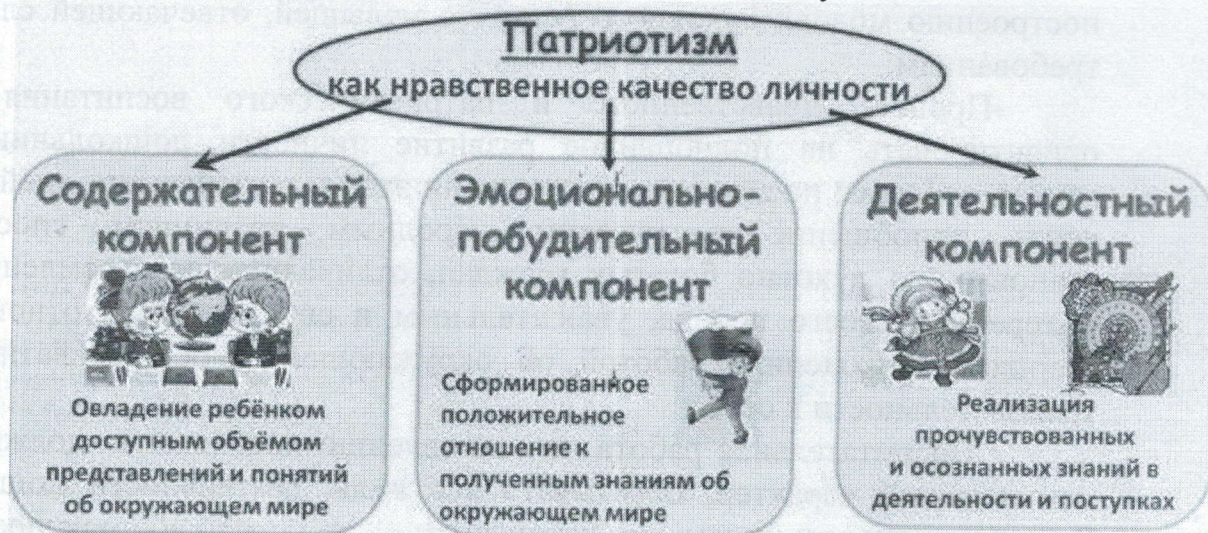 Патриотизм
как нравственное качество личности
Содержательный
компонент
Овладение ребёнком
доступным объёмом
представлений и понятий
об окружающем мире
Эмоционально-
побудительный
компонент
Сформированное
положительное
отношение к
полученным знаниям об
окружающем мире
Деятельностный
компонент
Реализация
прочувствованных
и осознанных знаний в
деятельности и поступках